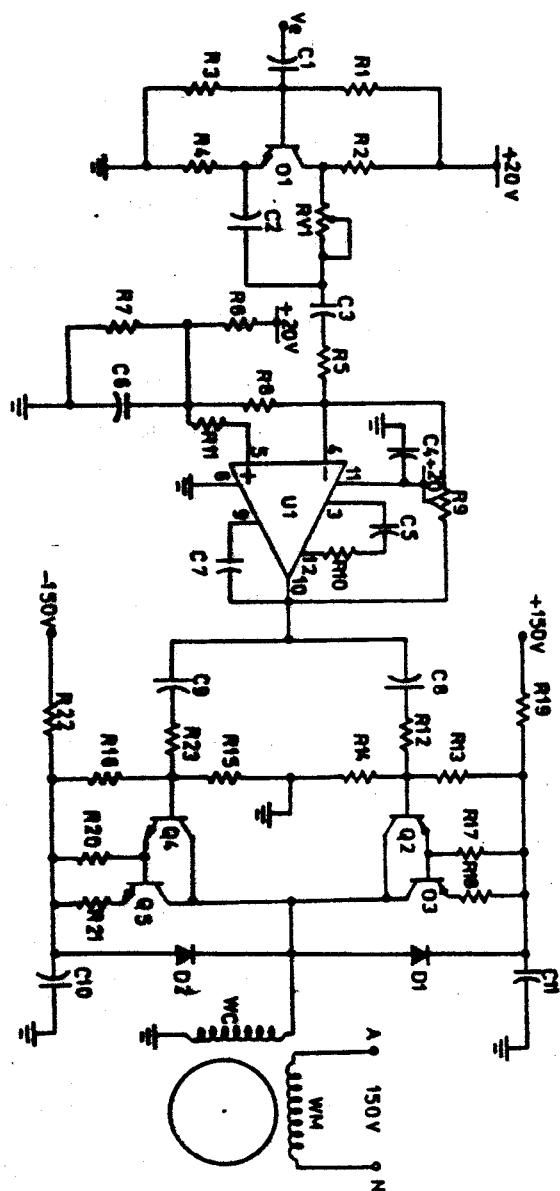 +20V
+150V
R19
C11
R1
R2
R9
R13
R17
R18
C4
+20
11
C5
Q2
Q3
D1
A
150V
N
C8
R12
C1
Ve
Q1
RV1
C3
R5
4
3
R10
12
R14
WM
C2
U1
10
R3
R4
+20V
R6
R8
R11
5
9
C7
R15
WC
R7
C6
C9
R23
Q4
Q5
D2
R16
R20
R21
-150V
R22
C10